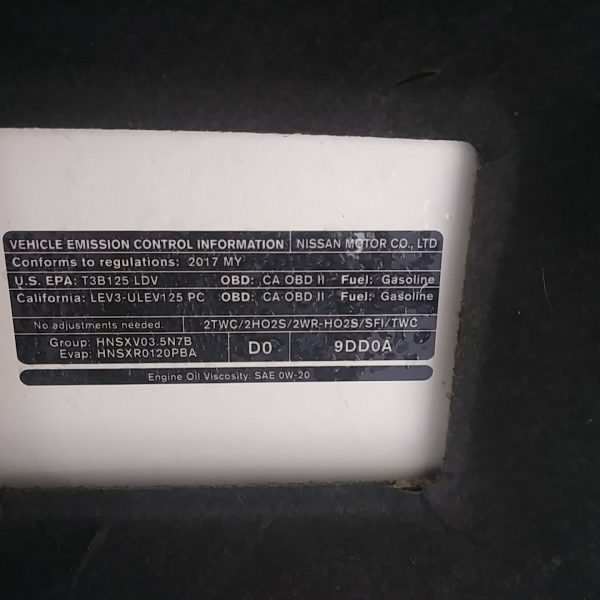 VEHICLE EMISSION CONTROL INFORMATION NISSAN MOTOR CO., LTD
Conforms to regulations: 2017 MY
U.S. EPA: T3B125 LDV OBD: CA OBD II Fuel: Gasoline
California: LEV3-ULEV125 PC OBD: CA OBD II Fuel: Gasoline
No adjustments needed. 2TWC/2HO2S/2WR-HO2S/SFI/TWC
Group: HNSXV03.5N7B
Evap: HNSXR0120PBA
D0 9DD0A
Engine Oil Viscosity: SAE 0W-20